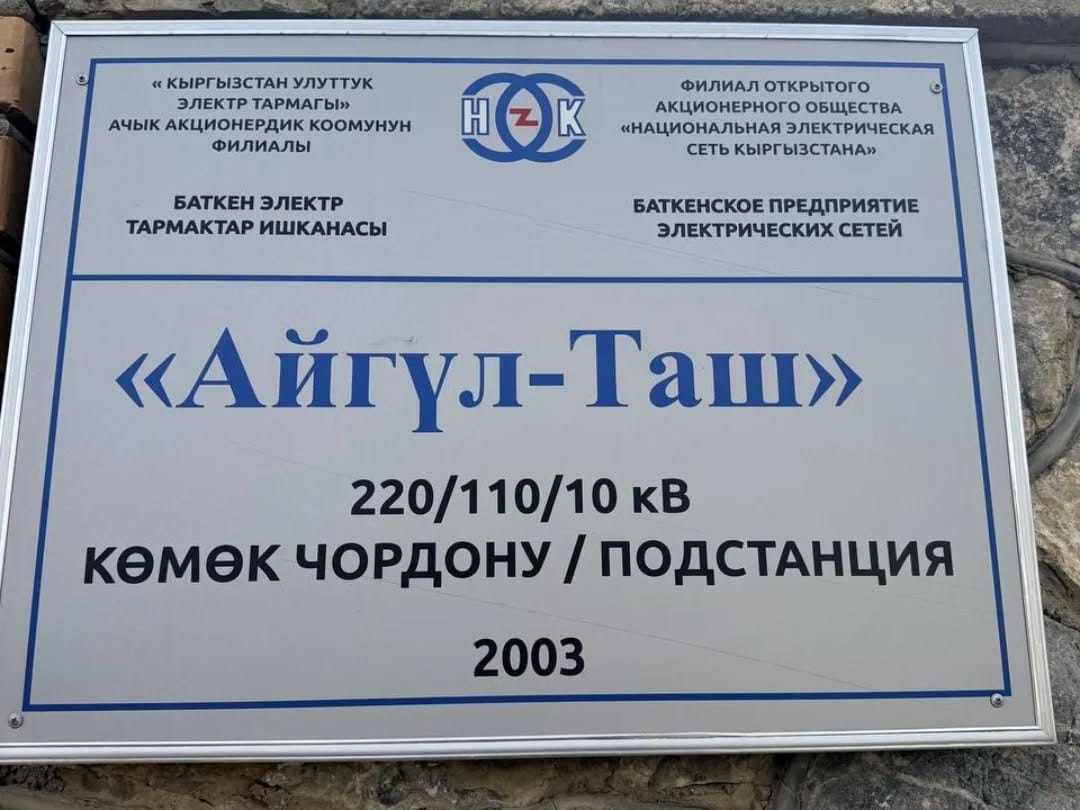 « КЫРГЫЗСТАН УЛУТТУК
ЭЛЕКТР ТАРМАГЫ»
АЧЫК АКЦИОНЕРДИК КООМУНУН
ФИЛИАЛЫ
БАТКЕН ЭЛЕКТР
ТАРМАКТАР ИШКАНАСЫ
Н К
ФИЛИАЛ ОТКРЫТОГО
АКЦИОНЕРНОГО ОБЩЕСТВА
«НАЦИОНАЛЬНАЯ ЭЛЕКТРИЧЕСКАЯ
СЕТЬ КЫРГЫЗСТАНА»
БАТКЕНСКОЕ ПРЕДПРИЯТИЕ
ЭЛЕКТРИЧЕСКИХ СЕТЕЙ
«Айгүл-Таш»
220/110/10 кВ
КӨМӨК ЧОРДОНУ / ПОДСТАНЦИЯ
2003